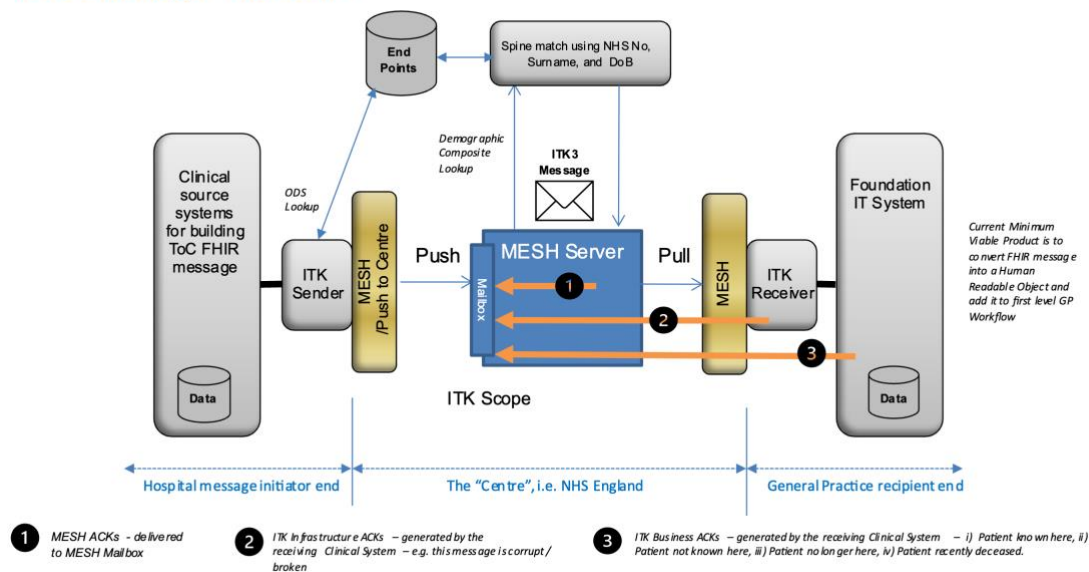 End
Points
Spine match using NHS No,
Surname, and DoB
Demographic
Composite
Lookup
ITK3
Message
ODS
Lookup
Clinical
source
systems
for building
ToC FHIR
message
Data
ITK
Sender
MESH
/Push to Centre
Push
Mailbox
MESH Server
1
2
3
Pull
MESH
ITK
Receiver
Foundation
IT System
Data
Current Minimum
Viable Product is to
convert FHIR message
into a Human
Readable Object and
add it to first level GP
Workflow
ITK Scope
Hospital message initiator end
The “Centre”, i.e. NHS England
General Practice recipient end
1
MESH ACKs - delivered
to MESH Mailbox
2
ITK Infrastructure ACKs – generated by the
receiving Clinical System – e.g. this message is corrupt /
broken
3
ITK Business ACKs – generated by the receiving Clinical System – i) Patient known here, ii)
Patient not known here, iii) Patient no longer here, iv) Patient recently deceased.